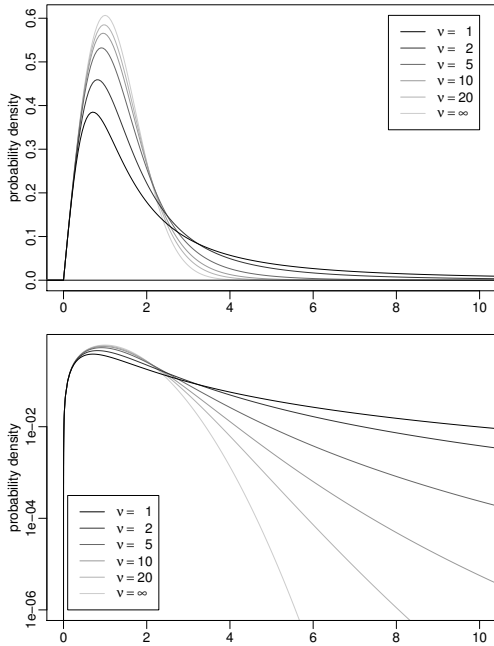 probability density
0.6
0.5
0.4
0.3
0.2
0.1
0.0
ν = 1
ν = 2
ν = 5
ν = 10
ν = 20
ν = ∞
0 2 4 6 8 10
probability density
1e−02
1e−04
1e−06
ν = 1
ν = 2
ν = 5
ν = 10
ν = 20
ν = ∞
0 2 4 6 8 10